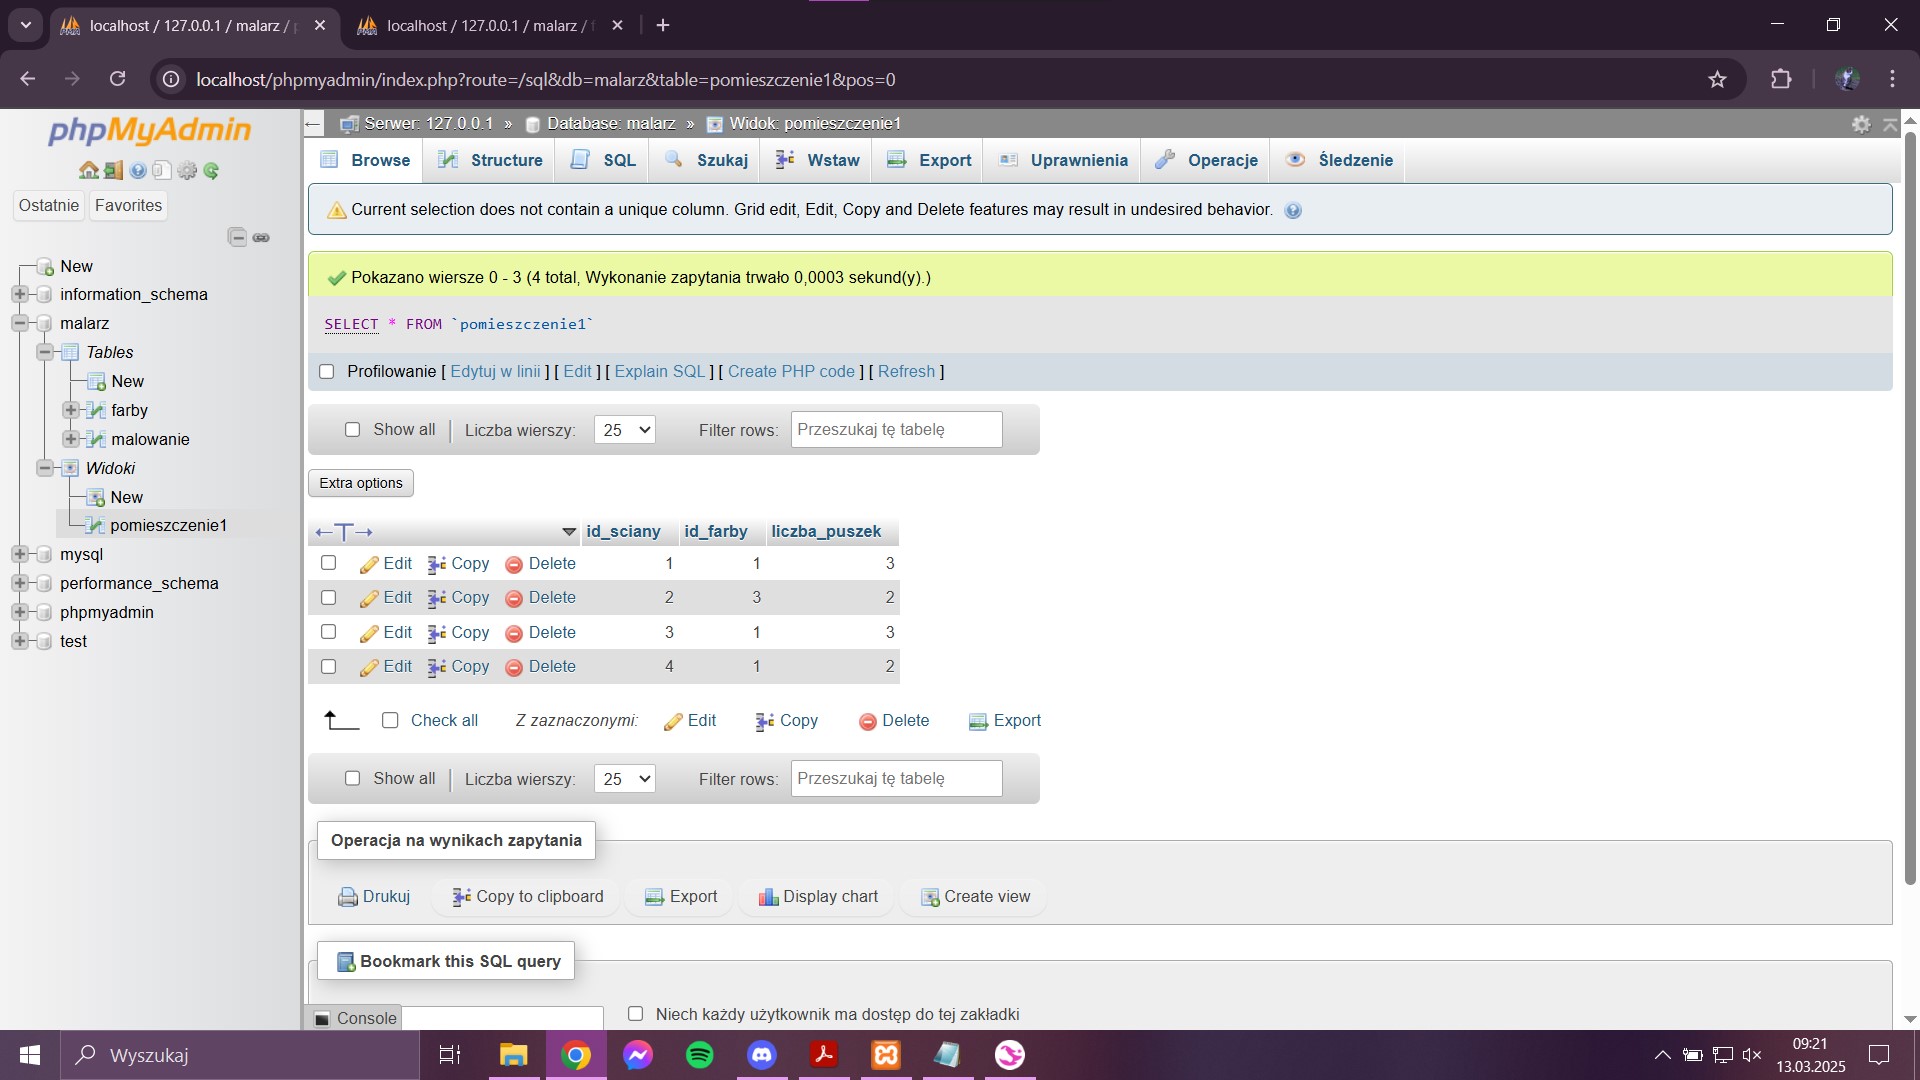 localhost / 127.0.0.1 / malarz / p
localhost / 127.0.0.1 / malarz / f
localhost/phpmyadmin/index.php?route=/sql&db=malarz&table=pomieszczenie1&pos=0
phpMyAdmin
Ostatnie
Favorites
New
information_schema
malarz
Tables
New
farby
malowanie
Widoki
New
pomieszczenie1
mysql
performance_schema
phpmyadmin
test
Serwer: 127.0.0.1 » Database: malarz » Widok: pomieszczenie1
Browse Structure SQL Szukaj Wstaw Export Uprawnienia Operacje Śledzenie
Current selection does not contain a unique column. Grid edit, Edit, Copy and Delete features may result in undesired behavior.
Pokazano wiersze 0 - 3 (4 total, Wykonanie zapytania trwało 0,0003 sekund(y).)
SELECT * FROM `pomieszczenie1`
Profilowanie [ Edytuj w linii ] [ Edit ] [ Explain SQL ] [ Create PHP code ] [ Refresh ]
Show all Liczba wierszy: 25 Filter rows: Przeszukaj tę tabelę
Extra options
id_sciany id_farby liczba_puszek
Edit Copy Delete 1 1 3
Edit Copy Delete 2 3 2
Edit Copy Delete 3 1 3
Edit Copy Delete 4 1 2
Check all Z zaznaczonymi: Edit Copy Delete Export
Show all Liczba wierszy: 25 Filter rows: Przeszukaj tę tabelę
Operacja na wynikach zapytania
Drukuj Copy to clipboard Export Display chart Create view
Bookmark this SQL query
Console
Niech każdy użytkownik ma dostęp do tej zakładki
Wyszukaj
09:21
13.03.2025